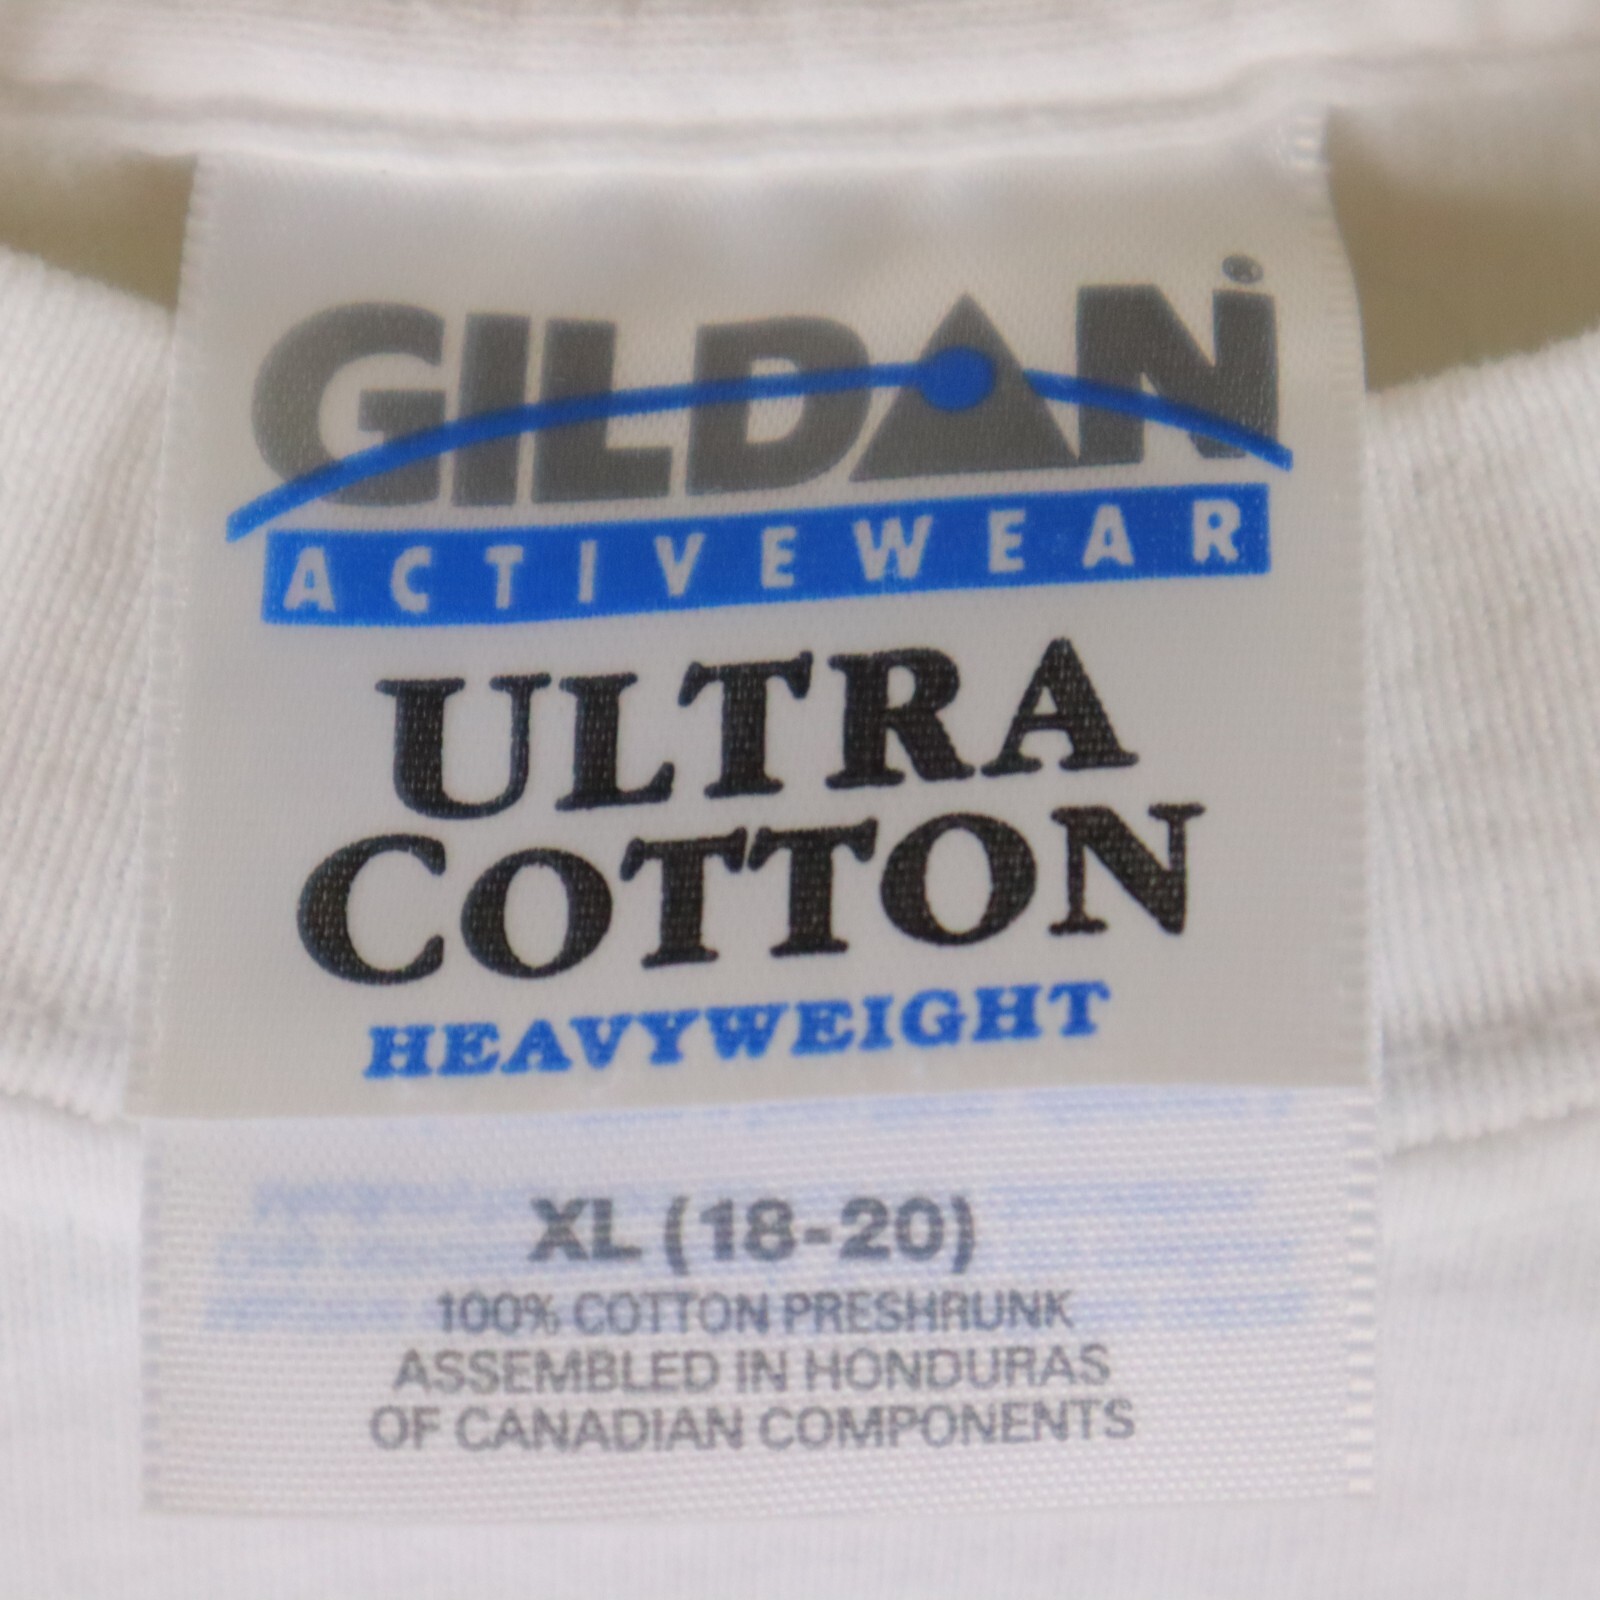 GILDAN®
ACTIVEWEAR
ULTRA
COTTON
HEAVYWEIGHT
XL (18-20)
100% COTTON PRESHRUNK
ASSEMBLED IN HONDURAS
OF CANADIAN COMPONENTS